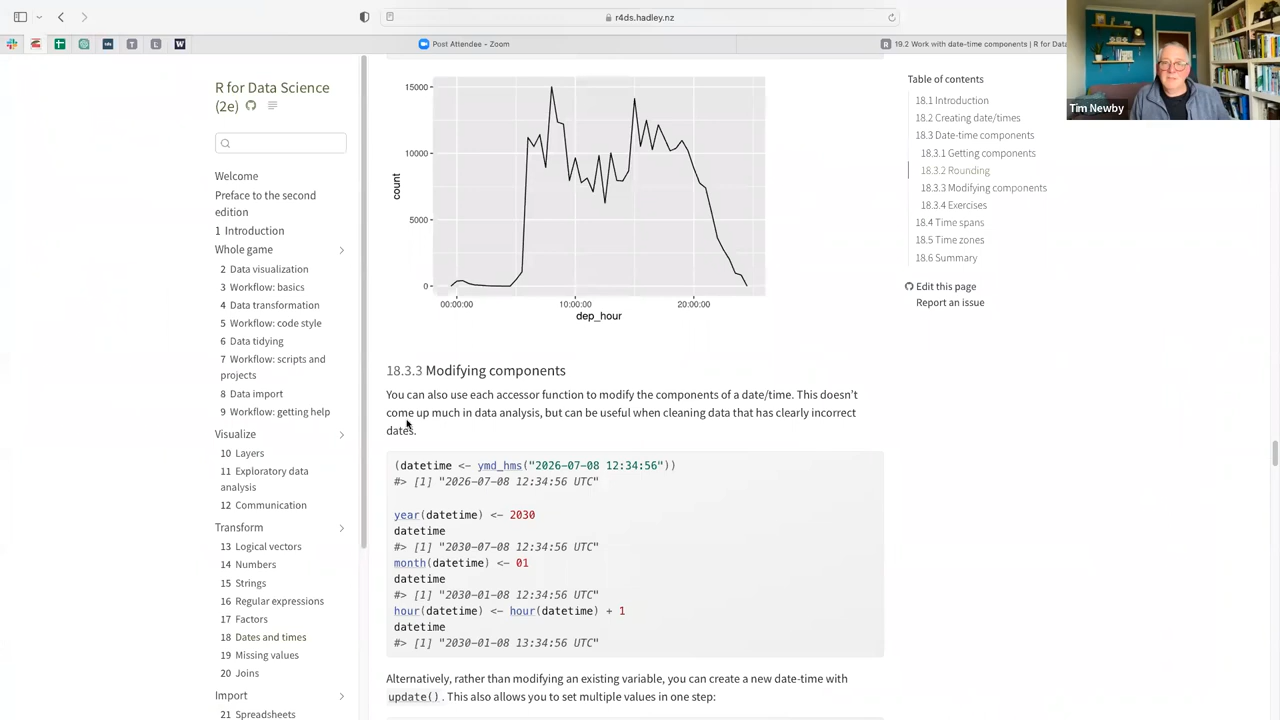 r4ds.hadley.nz
Post Attendee - Zoom
19.2 Work with date-time components | R for Data
Tim Newby
R for Data Science
(2e)
Welcome
Preface to the second
edition
1 Introduction
Whole game
2 Data visualization
3 Workflow: basics
4 Data transformation
5 Workflow: code style
6 Data tidying
7 Workflow: scripts and
projects
8 Data import
9 Workflow: getting help
Visualize
10 Layers
11 Exploratory data
analysis
12 Communication
Transform
13 Logical vectors
14 Numbers
15 Strings
16 Regular expressions
17 Factors
18 Dates and times
19 Missing values
20 Joins
Import
21 Spreadsheets
15000
10000
5000
0
count
00:00:00
10:00:00
20:00:00
dep_hour
18.3.3 Modifying components
You can also use each accessor function to modify the components of a date/time. This doesn't
come up much in data analysis, but can be useful when cleaning data that has clearly incorrect
dates.
(datetime <- ymd_hms("2026-07-08 12:34:56"))
#> [1] "2026-07-08 12:34:56 UTC"
year(datetime) <- 2030
datetime
#> [1] "2030-07-08 12:34:56 UTC"
month(datetime) <- 01
datetime
#> [1] "2030-01-08 12:34:56 UTC"
hour(datetime) <- hour(datetime) + 1
datetime
#> [1] "2030-01-08 13:34:56 UTC"
Alternatively, rather than modifying an existing variable, you can create a new date-time with
update(). This also allows you to set multiple values in one step:
Table of contents
18.1 Introduction
18.2 Creating date/times
18.3 Date-time components
18.3.1 Getting components
18.3.2 Rounding
18.3.3 Modifying components
18.3.4 Exercises
18.4 Time spans
18.5 Time zones
18.6 Summary
Edit this page
Report an issue